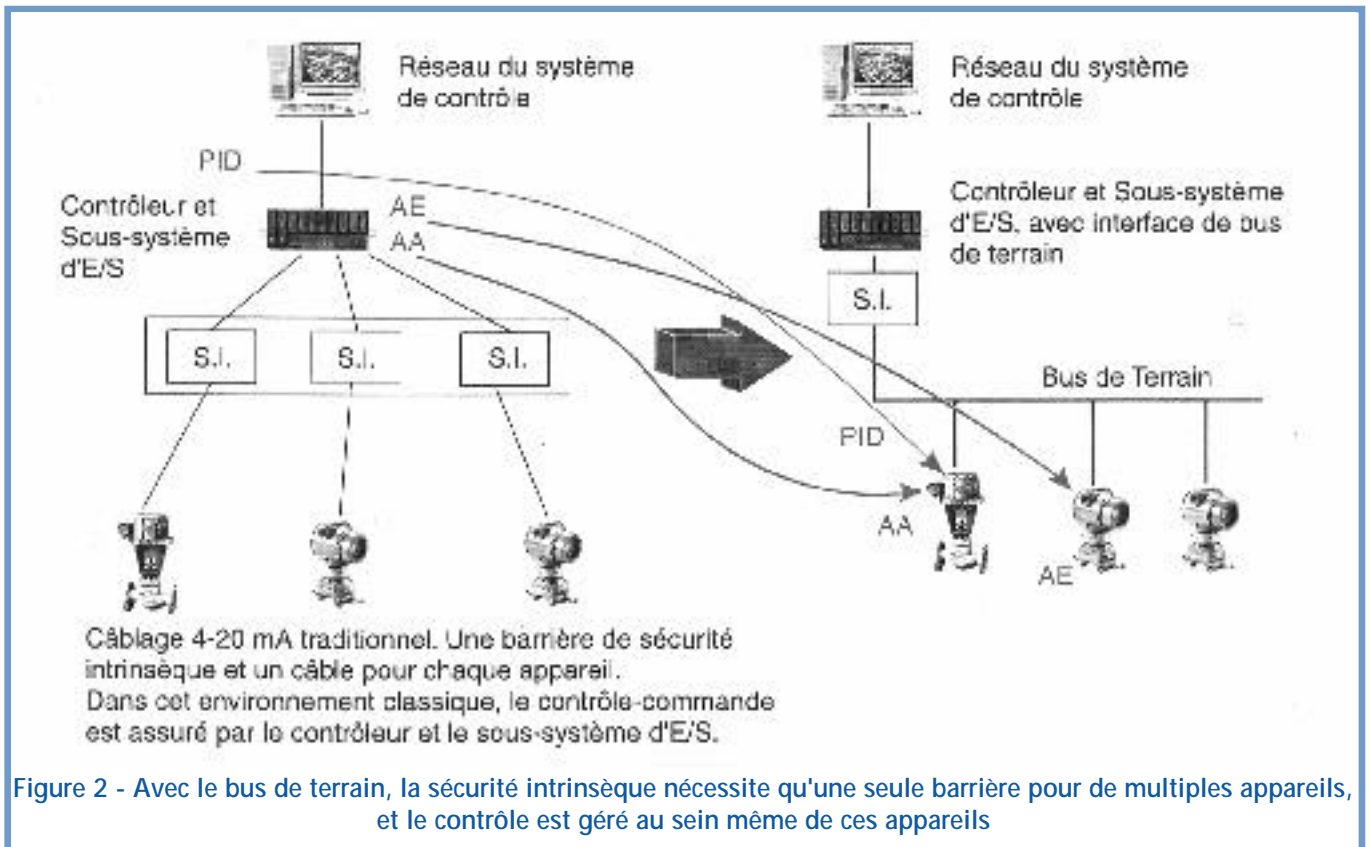 Réseau du système
de contrôle
PID
Contrôleur et
Sous-système
d'E/S
AE
AA
S.I.
S.I.
S.I.
Câblage 4-20 mA traditionnel. Une barrière de sécurité
intrinsèque et un câble pour chaque appareil.
Dans cet environnement classique, le contrôle-commande
est assuré par le contrôleur et le sous-système d'E/S.
Réseau du système
de contrôle
Contrôleur et Sous-système
d'E/S, avec interface de bus
de terrain
S.I.
Bus de Terrain
PID
AA
AE
Figure 2 - Avec le bus de terrain, la sécurité intrinsèque nécessite qu'une seule barrière pour de multiples appareils,
et le contrôle est géré au sein même de ces appareils